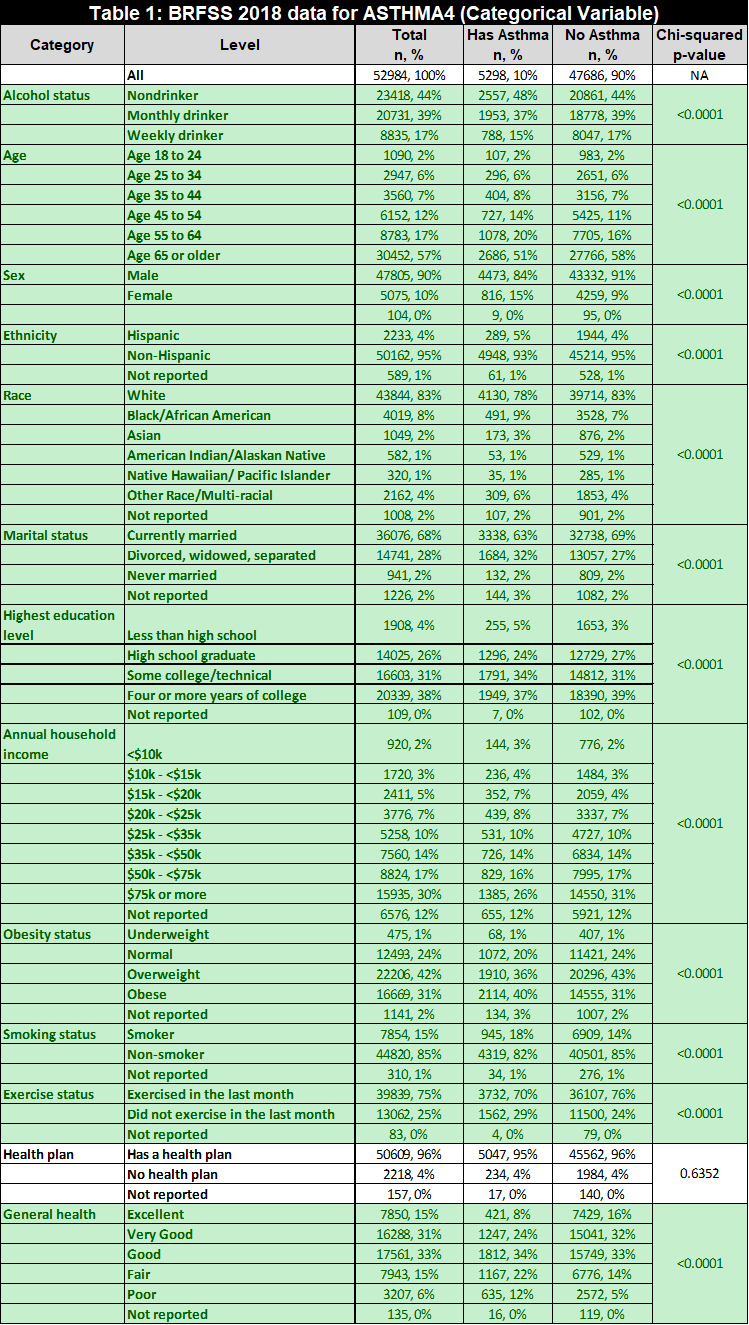 Table 1: BRFSS 2018 data for ASTHMA4 (Categorical Variable)
Category Level Total n, % Has Asthma n, % No Asthma n, % Chi-squared p-value
All 52984, 100% 5298, 10% 47686, 90% NA
Alcohol status Nondrinker 23418, 44% 2557, 48% 20861, 44% <0.0001
Monthly drinker 20731, 39% 1953, 37% 18778, 39%
Weekly drinker 8835, 17% 788, 15% 8047, 17%
Age Age 18 to 24 1090, 2% 107, 2% 983, 2% <0.0001
Age 25 to 34 2947, 6% 296, 6% 2651, 6%
Age 35 to 44 3560, 7% 404, 8% 3156, 7%
Age 45 to 54 6152, 12% 727, 14% 5425, 11%
Age 55 to 64 8783, 17% 1078, 20% 7705, 16%
Age 65 or older 30452, 57% 2686, 51% 27766, 58%
Sex Male 47805, 90% 4473, 84% 43332, 91% <0.0001
Female 5075, 10% 816, 15% 4259, 9%
104, 0% 9, 0% 95, 0%
Ethnicity Hispanic 2233, 4% 289, 5% 1944, 4% <0.0001
Non-Hispanic 50162, 95% 4948, 93% 45214, 95%
Not reported 589, 1% 61, 1% 528, 1%
Race White 43844, 83% 4130, 78% 39714, 83% <0.0001
Black/African American 4019, 8% 491, 9% 3528, 7%
Asian 1049, 2% 173, 3% 876, 2%
American Indian/Alaskan Native 582, 1% 53, 1% 529, 1%
Native Hawaiian/ Pacific Islander 320, 1% 35, 1% 285, 1%
Other Race/Multi-racial 2162, 4% 309, 6% 1853, 4%
Not reported 1008, 2% 107, 2% 901, 2%
Marital status Currently married 36076, 68% 3338, 63% 32738, 69% <0.0001
Divorced, widowed, separated 14741, 28% 1684, 32% 13057, 27%
Never married 941, 2% 132, 2% 809, 2%
Not reported 1226, 2% 144, 3% 1082, 2%
Highest education level Less than high school 1908, 4% 255, 5% 1653, 3% <0.0001
High school graduate 14025, 26% 1296, 24% 12729, 27%
Some college/technical 16603, 31% 1791, 34% 14812, 31%
Four or more years of college 20339, 38% 1949, 37% 18390, 39%
Not reported 109, 0% 7, 0% 102, 0%
Annual household income <$10k 920, 2% 144, 3% 776, 2% <0.0001
$10k - <$15k 1720, 3% 236, 4% 1484, 3%
$15k - <$20k 2411, 5% 352, 7% 2059, 4%
$20k - <$25k 3776, 7% 439, 8% 3337, 7%
$25k - <$35k 5258, 10% 531, 10% 4727, 10%
$35k - <$50k 7560, 14% 726, 14% 6834, 14%
$50k - <$75k 8824, 17% 829, 16% 7995, 17%
$75k or more 15935, 30% 1385, 26% 14550, 31%
Not reported 6576, 12% 655, 12% 5921, 12%
Obesity status Underweight 475, 1% 68, 1% 407, 1% <0.0001
Normal 12493, 24% 1072, 20% 11421, 24%
Overweight 22206, 42% 1910, 36% 20296, 43%
Obese 16669, 31% 2114, 40% 14555, 31%
Not reported 1141, 2% 134, 3% 1007, 2%
Smoking status Smoker 7854, 15% 945, 18% 6909, 14% <0.0001
Non-smoker 44820, 85% 4319, 82% 40501, 85%
Not reported 310, 1% 34, 1% 276, 1%
Exercise status Exercised in the last month 39839, 75% 3732, 70% 36107, 76% <0.0001
Did not exercise in the last month 13062, 25% 1562, 29% 11500, 24%
Not reported 83, 0% 4, 0% 79, 0%
Health plan Has a health plan 50609, 96% 5047, 95% 45562, 96% 0.6352
No health plan 2218, 4% 234, 4% 1984, 4%
Not reported 157, 0% 17, 0% 140, 0%
General health Excellent 7850, 15% 421, 8% 7429, 16% <0.0001
Very Good 16288, 31% 1247, 24% 15041, 32%
Good 17561, 33% 1812, 34% 15749, 33%
Fair 7943, 15% 1167, 22% 6776, 14%
Poor 3207, 6% 635, 12% 2572, 5%
Not reported 135, 0% 16, 0% 119, 0%